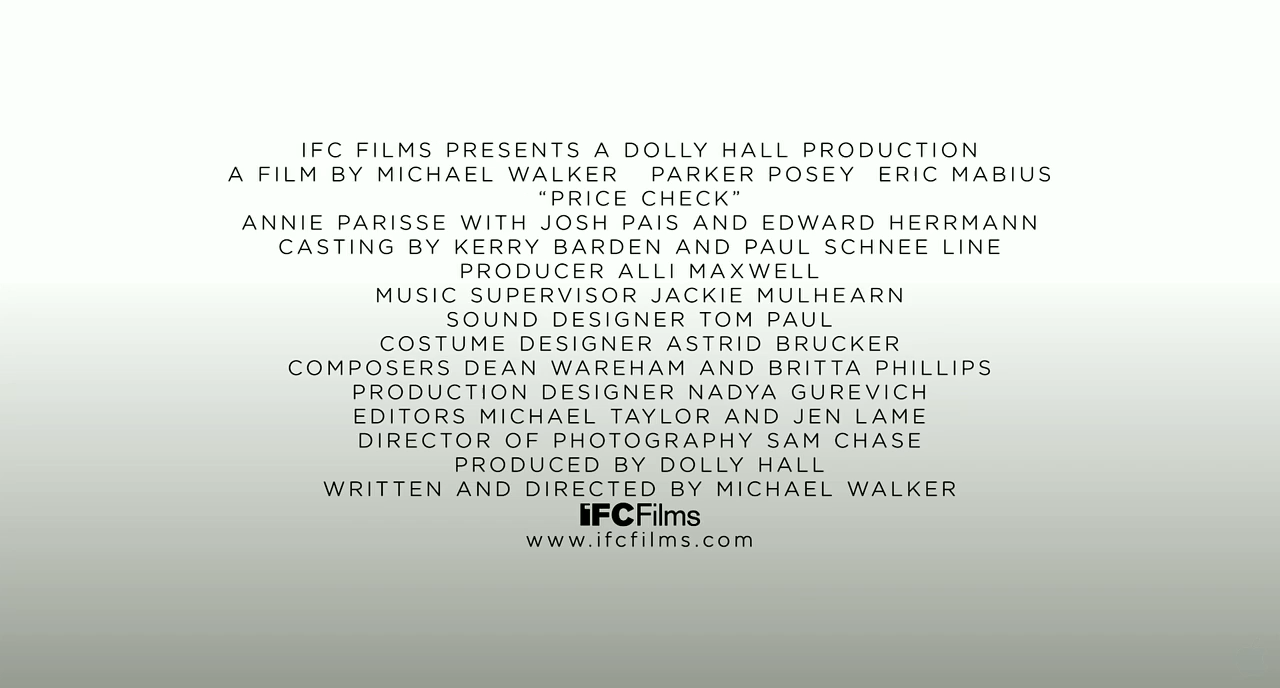 IFC FILMS PRESENTS A DOLLY HALL PRODUCTION
A FILM BY MICHAEL WALKER PARKER POSEY ERIC MABIUS
“PRICE CHECK”
ANNIE PARISSE WITH JOSH PAIS AND EDWARD HERRMANN
CASTING BY KERRY BARDEN AND PAUL SCHNEE LINE
PRODUCER ALLI MAXWELL
MUSIC SUPERVISOR JACKIE MULHEARN
SOUND DESIGNER TOM PAUL
COSTUME DESIGNER ASTRID BRUCKER
COMPOSERS DEAN WAREHAM AND BRITTA PHILLIPS
PRODUCTION DESIGNER NADYA GUREVICH
EDITORS MICHAEL TAYLOR AND JEN LAME
DIRECTOR OF PHOTOGRAPHY SAM CHASE
PRODUCED BY DOLLY HALL
WRITTEN AND DIRECTED BY MICHAEL WALKER
iFCFilms
www.ifcfilms.com